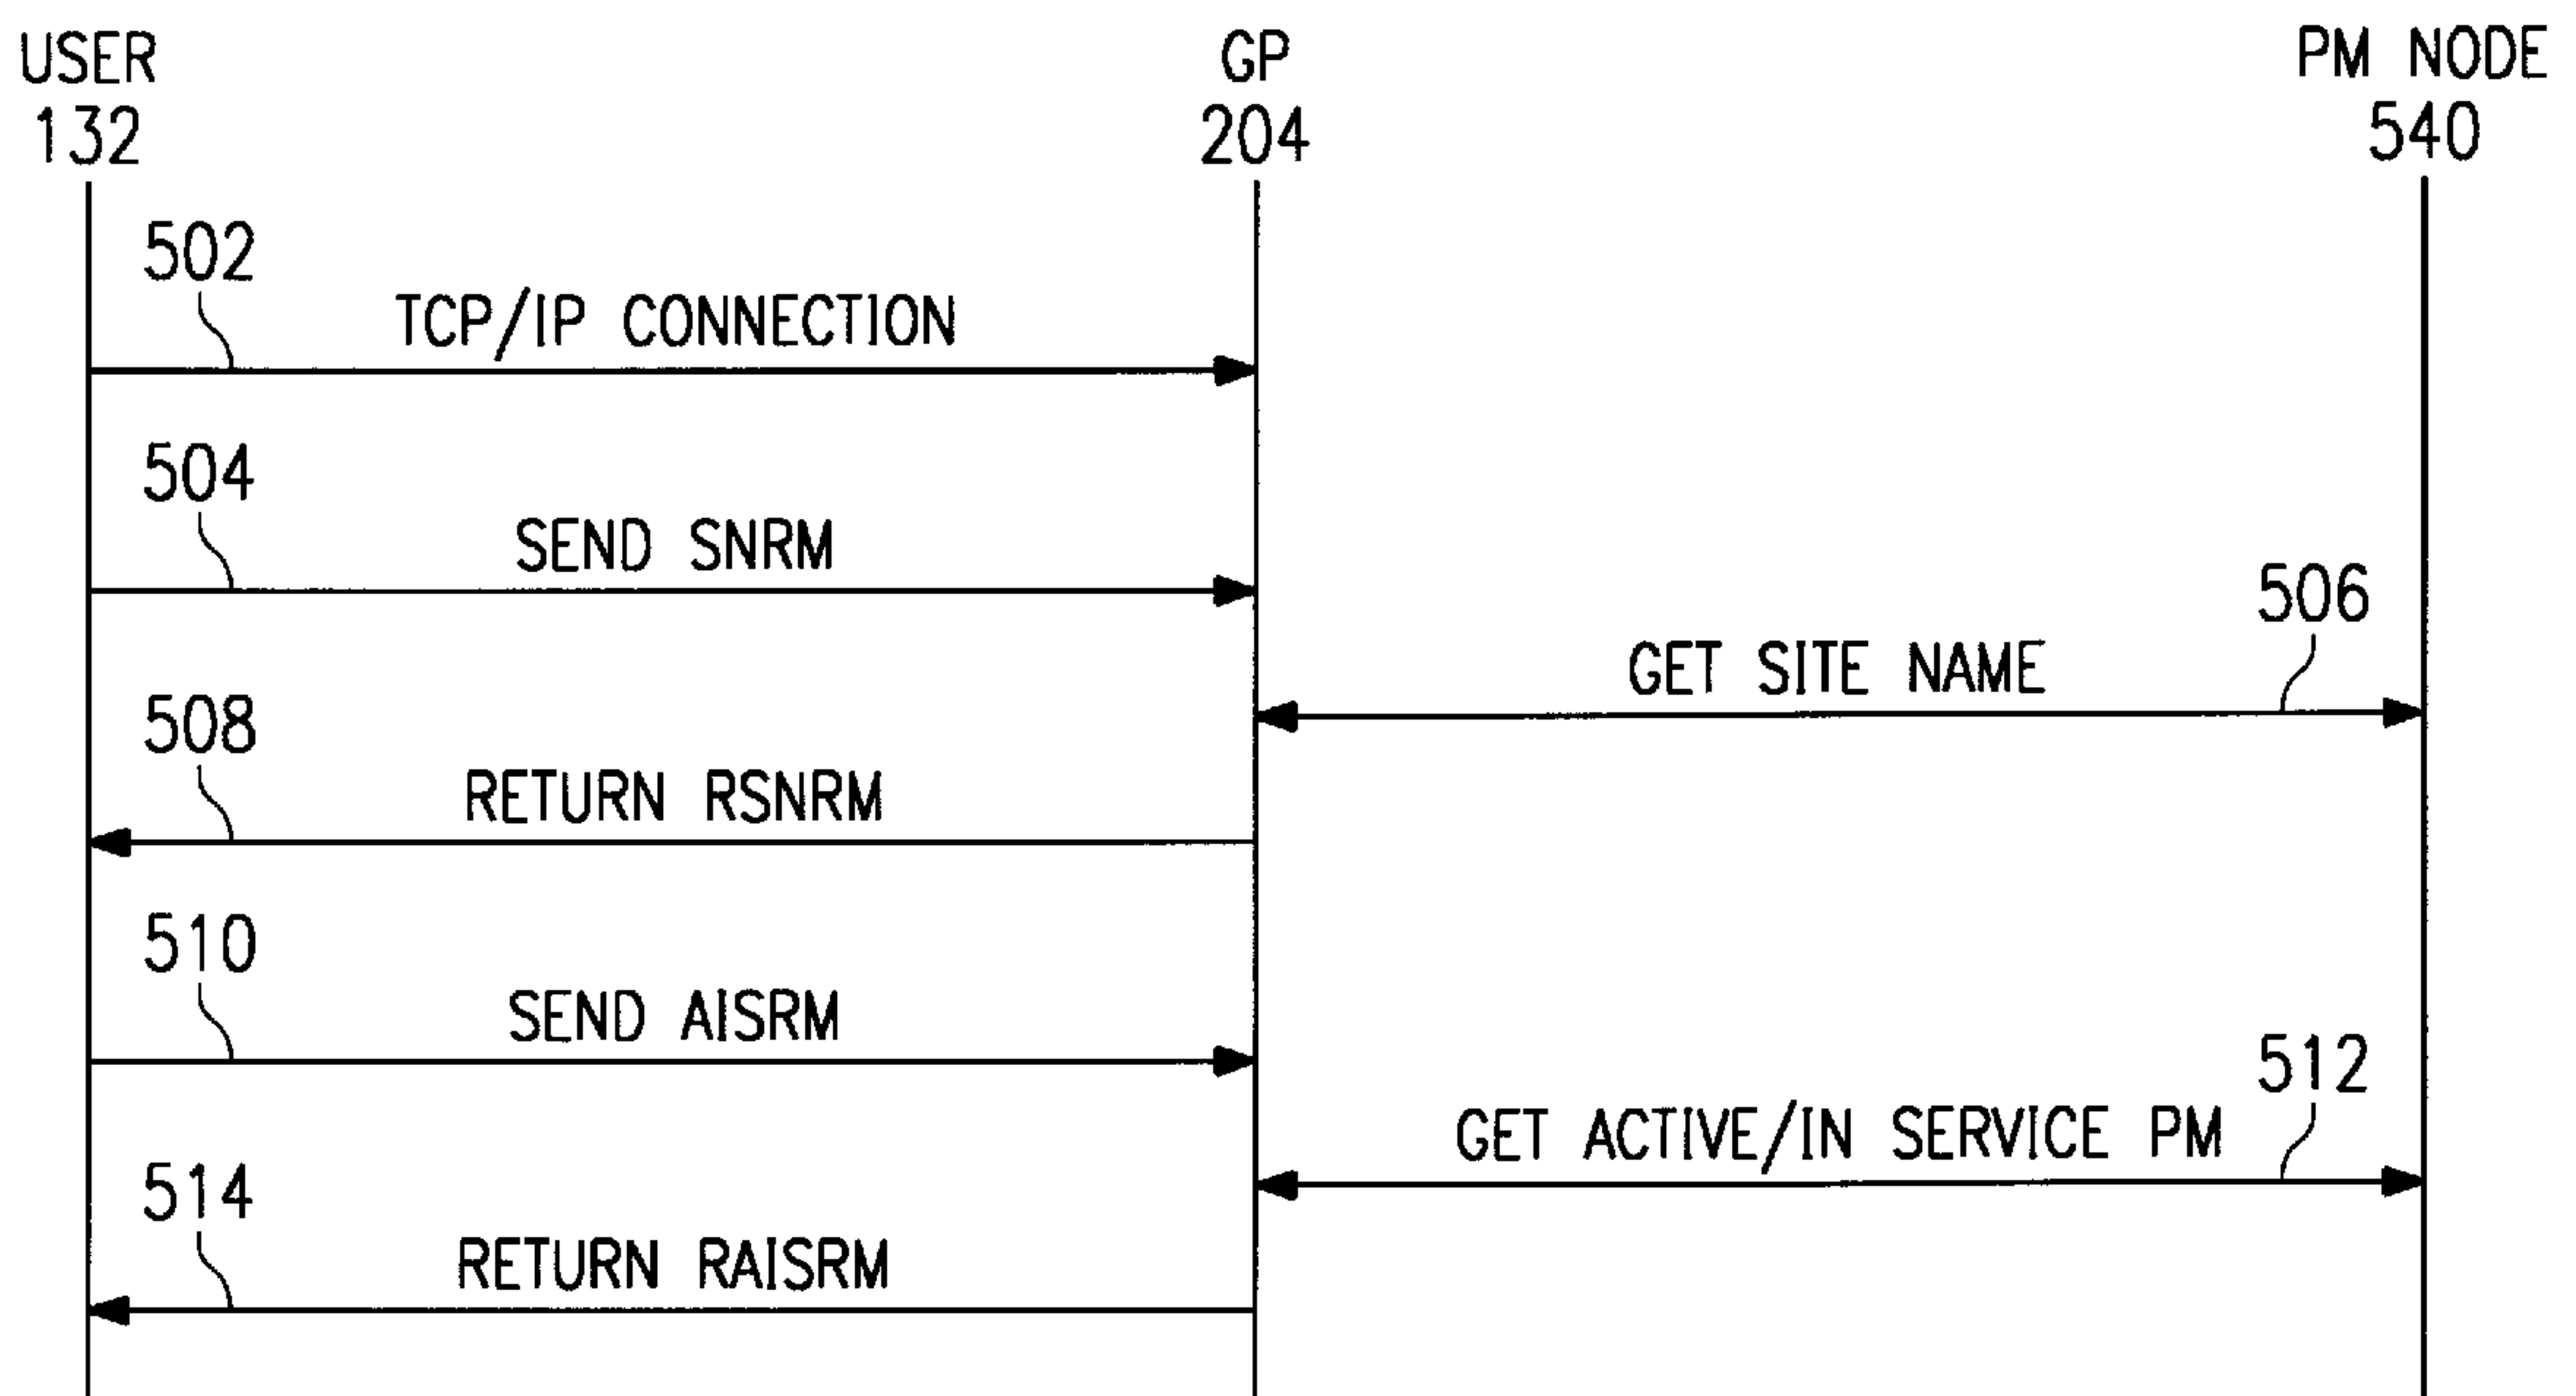 USER
132
GP
204
PM NODE
540
502
TCP/IP CONNECTION
504
SEND SNRM
506
GET SITE NAME
508
RETURN RSNRM
510
SEND AISRM
512
GET ACTIVE/IN SERVICE PM
514
RETURN RAISRM